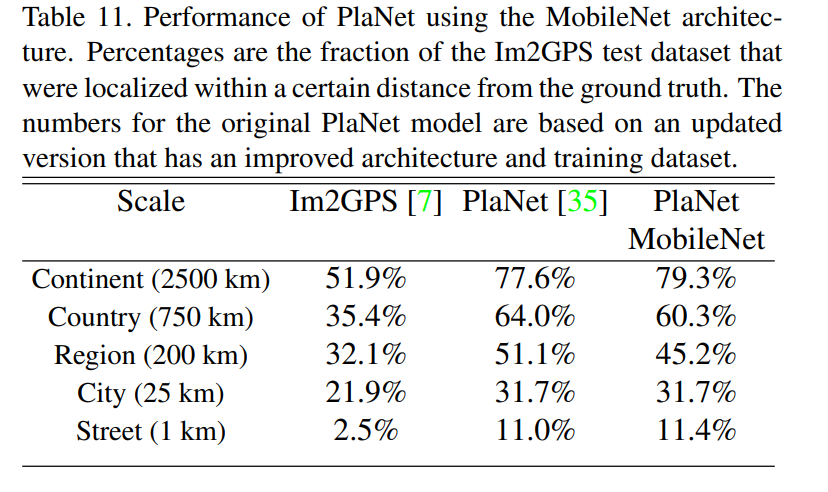 Table 11. Performance of PlaNet using the MobileNet architec-
ture. Percentages are the fraction of the Im2GPS test dataset that
were localized within a certain distance from the ground truth. The
numbers for the original PlaNet model are based on an updated
version that has an improved architecture and training dataset.
Scale Im2GPS [7] PlaNet [35] PlaNet
MobileNet
Continent (2500 km) 51.9% 77.6% 79.3%
Country (750 km) 35.4% 64.0% 60.3%
Region (200 km) 32.1% 51.1% 45.2%
City (25 km) 21.9% 31.7% 31.7%
Street (1 km) 2.5% 11.0% 11.4%